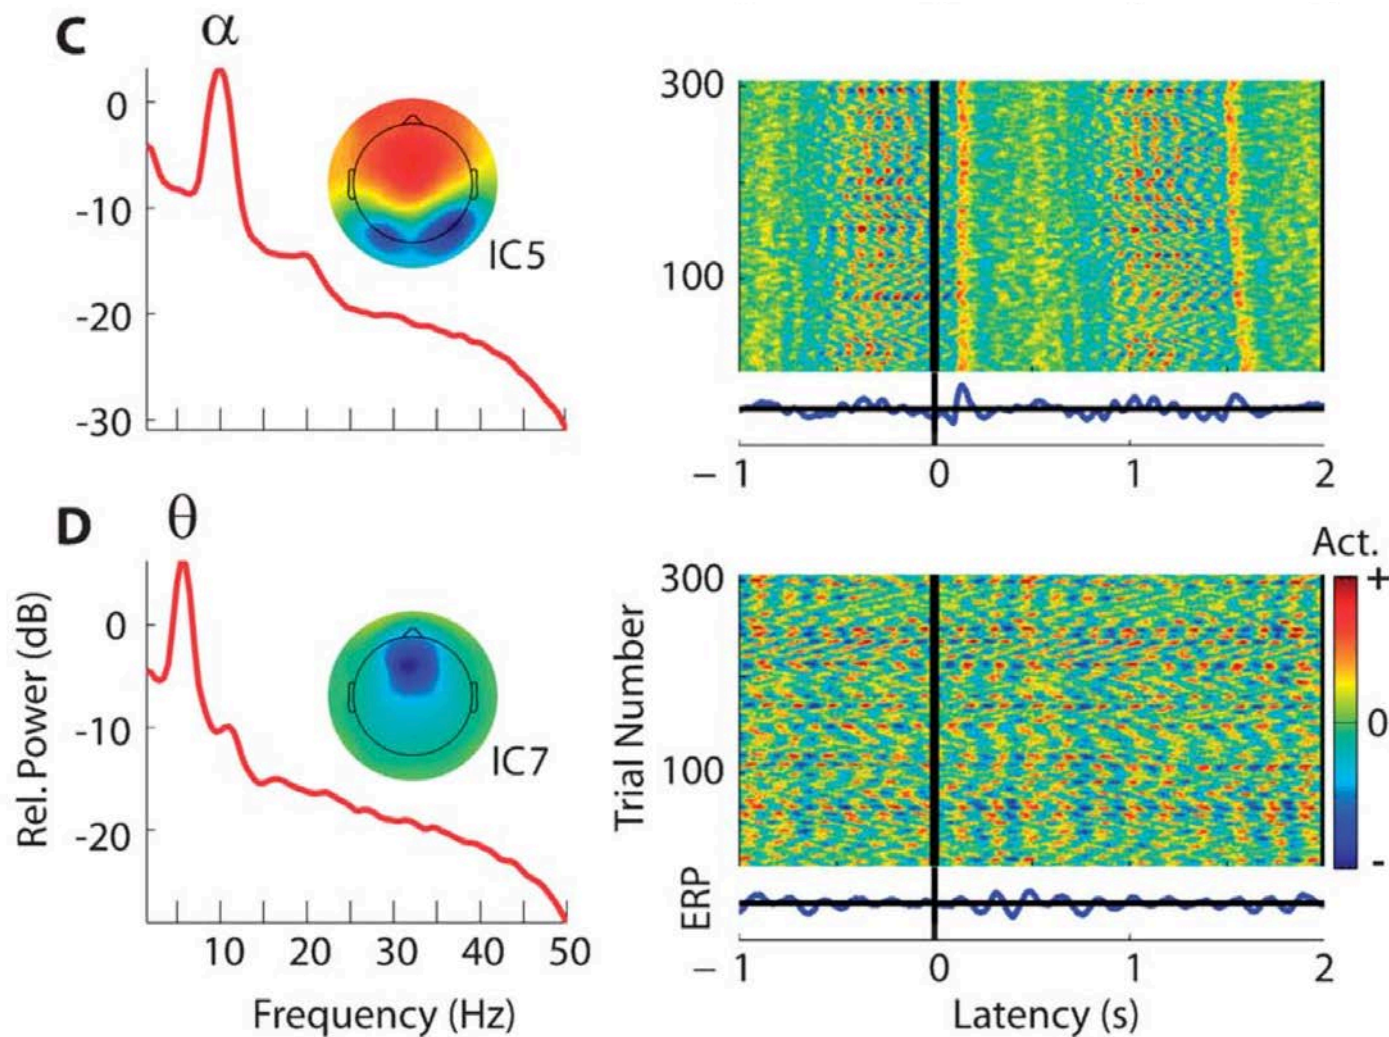 C
α
0
-10
-20
-30
IC5
300
100
– 1
0
1
2
D
θ
Rel. Power (dB)
0
-10
-20
IC7
10
20
30
40
50
Frequency (Hz)
Trial Number
300
100
ERP
– 1
0
1
2
Latency (s)
Act.
+
0
-